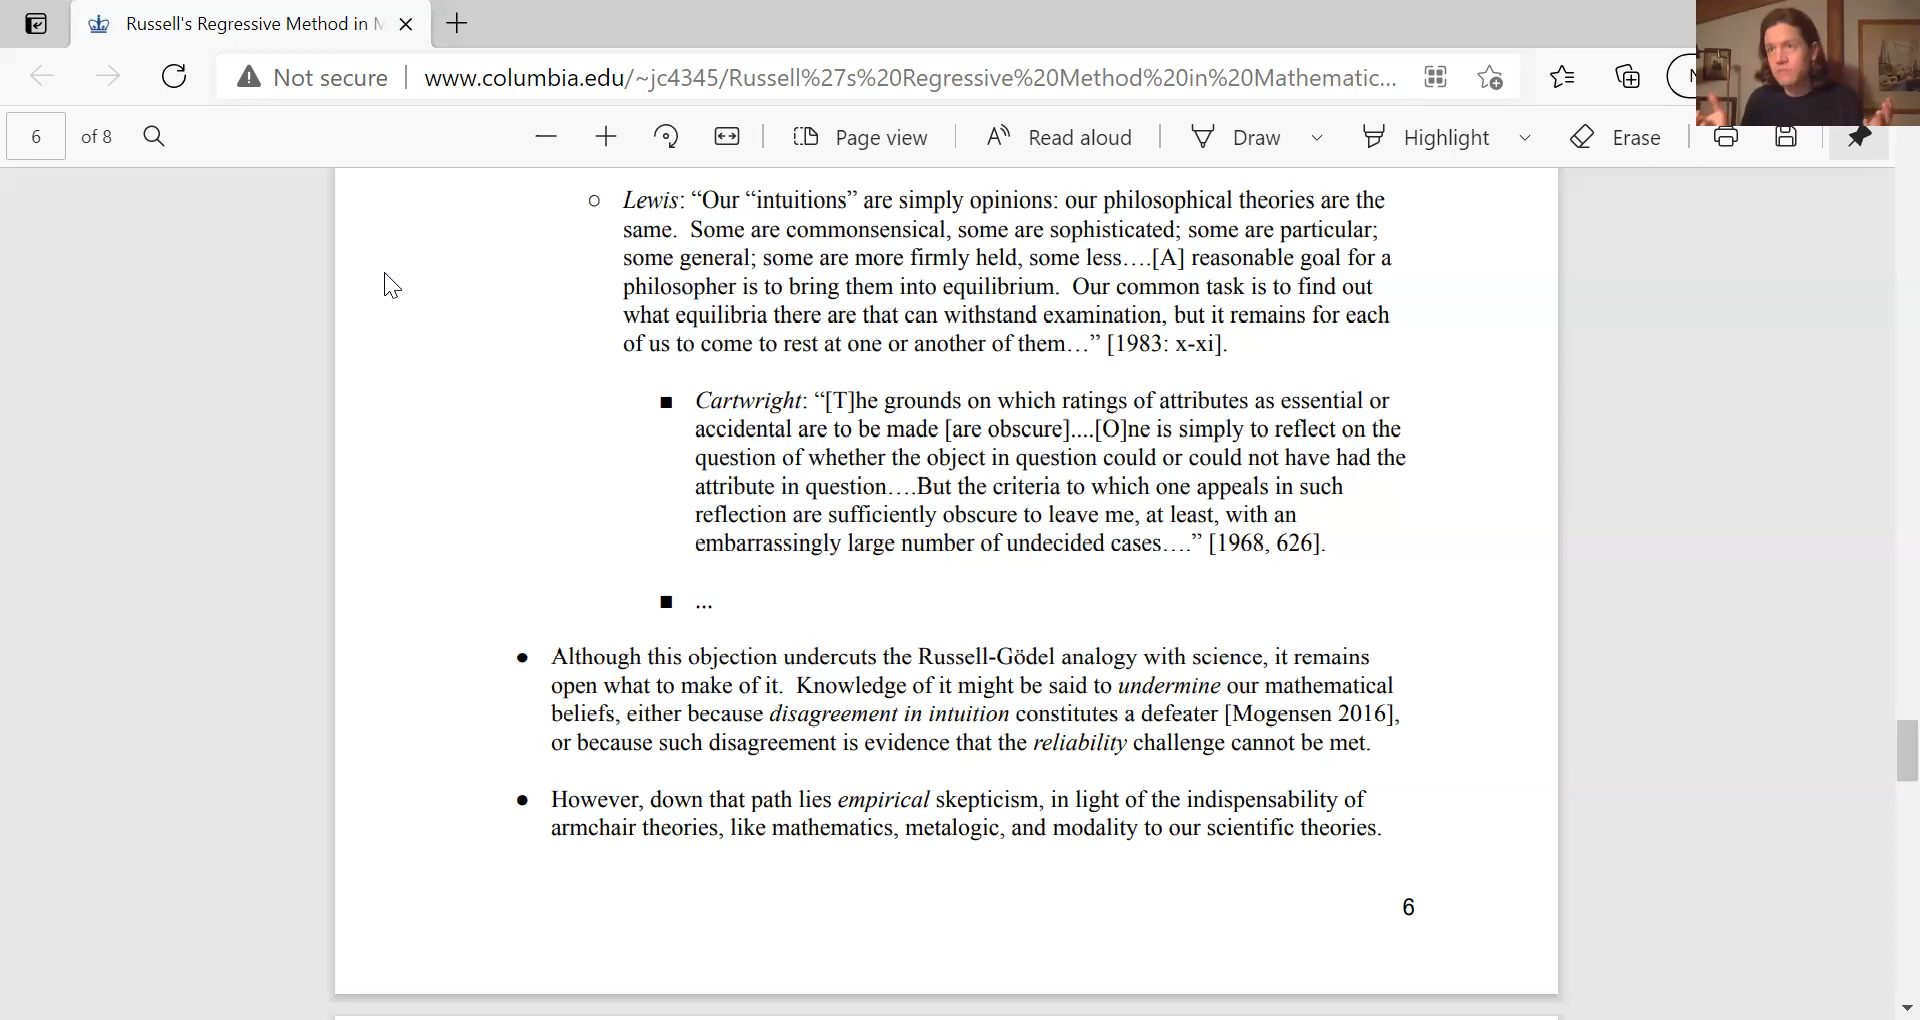 Russell's Regressive Method in M
Not secure
www.columbia.edu/~jc4345/Russell%27s%20Regressive%20Method%20in%20Mathematic...
6 of 8
Page view
Read aloud
Draw
Highlight
Erase
○ Lewis: “Our “intuitions” are simply opinions: our philosophical theories are the
same. Some are commonsensical, some are sophisticated; some are particular;
some general; some are more firmly held, some less….[A] reasonable goal for a
philosopher is to bring them into equilibrium. Our common task is to find out
what equilibria there are that can withstand examination, but it remains for each
of us to come to rest at one or another of them…” [1983: x-xi].
■ Cartwright: “[T]he grounds on which ratings of attributes as essential or
accidental are to be made [are obscure]....[O]ne is simply to reflect on the
question of whether the object in question could or could not have had the
attribute in question….But the criteria to which one appeals in such
reflection are sufficiently obscure to leave me, at least, with an
embarrassingly large number of undecided cases….” [1968, 626].
■ ...
● Although this objection undercuts the Russell-Gödel analogy with science, it remains
open what to make of it. Knowledge of it might be said to undermine our mathematical
beliefs, either because disagreement in intuition constitutes a defeater [Mogensen 2016],
or because such disagreement is evidence that the reliability challenge cannot be met.
● However, down that path lies empirical skepticism, in light of the indispensability of
armchair theories, like mathematics, metalogic, and modality to our scientific theories.
6